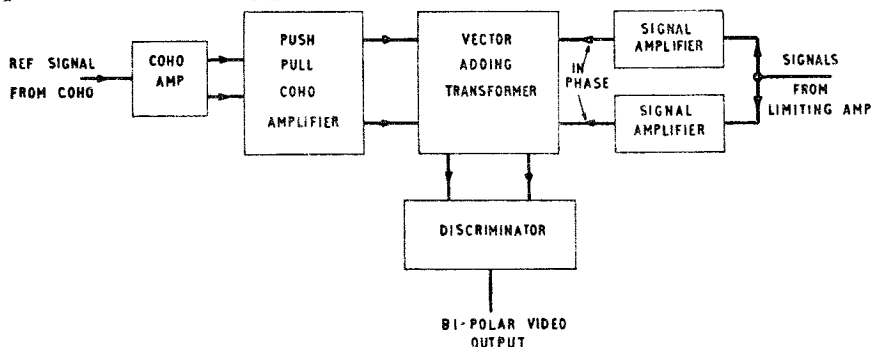 REF SIGNAL
FROM COHO
COHO
AMP
PUSH
PULL
COHO
AMPLIFIER
VECTOR
ADDING
TRANSFORMER
IN
PHASE
SIGNAL
AMPLIFIER
SIGNAL
AMPLIFIER
SIGNALS
FROM
LIMITING AMP
DISCRIMINATOR
BI-POLAR VIDEO
OUTPUT